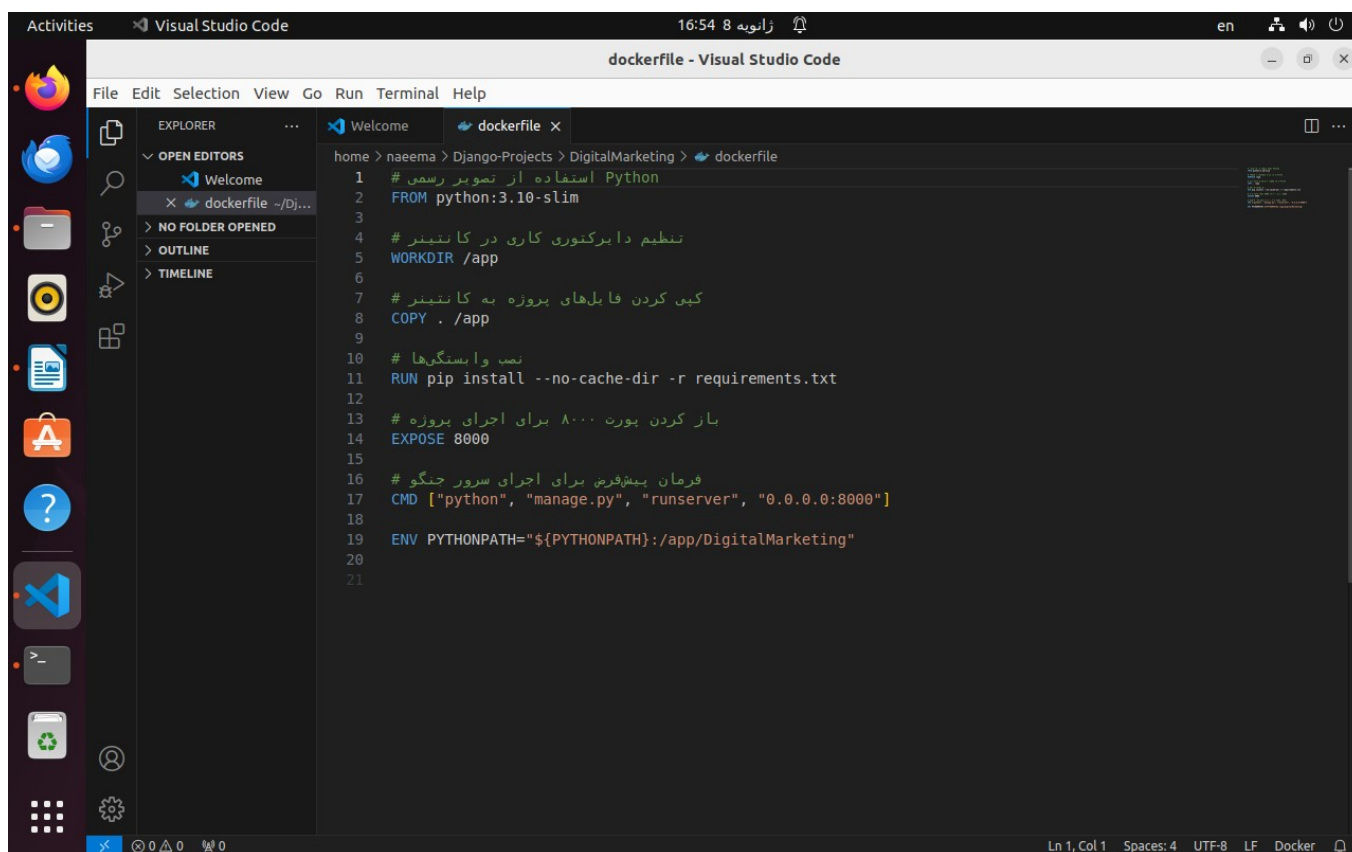 Activities
Visual Studio Code
16:54 8 ژانویه
en
dockerfile - Visual Studio Code
File Edit Selection View Go Run Terminal Help
EXPLORER
OPEN EDITORS
Welcome
dockerfile ~/Dj...
NO FOLDER OPENED
OUTLINE
TIMELINE
Welcome
dockerfile
home > naeema > Django-Projects > DigitalMarketing > dockerfile
1 # استفاده از تصویر رسمی Python
2 FROM python:3.10-slim
3
4 # تنظیم دایرکتوری کاری در کانتینر
5 WORKDIR /app
6
7 # کپی کردن فایل‌های پروژه به کانتینر
8 COPY . /app
9
10 # نصب وابستگی‌ها
11 RUN pip install --no-cache-dir -r requirements.txt
12
13 # باز کردن پورت ۸۰۰۰ برای اجرای پروژه
14 EXPOSE 8000
15
16 # فرمان پیش‌فرض برای اجرای سرور جنگو
17 CMD ["python", "manage.py", "runserver", "0.0.0.0:8000"]
18
19 ENV PYTHONPATH="${PYTHONPATH}:/app/DigitalMarketing"
20
21
0 0 0
Ln 1, Col 1 Spaces: 4 UTF-8 LF Docker